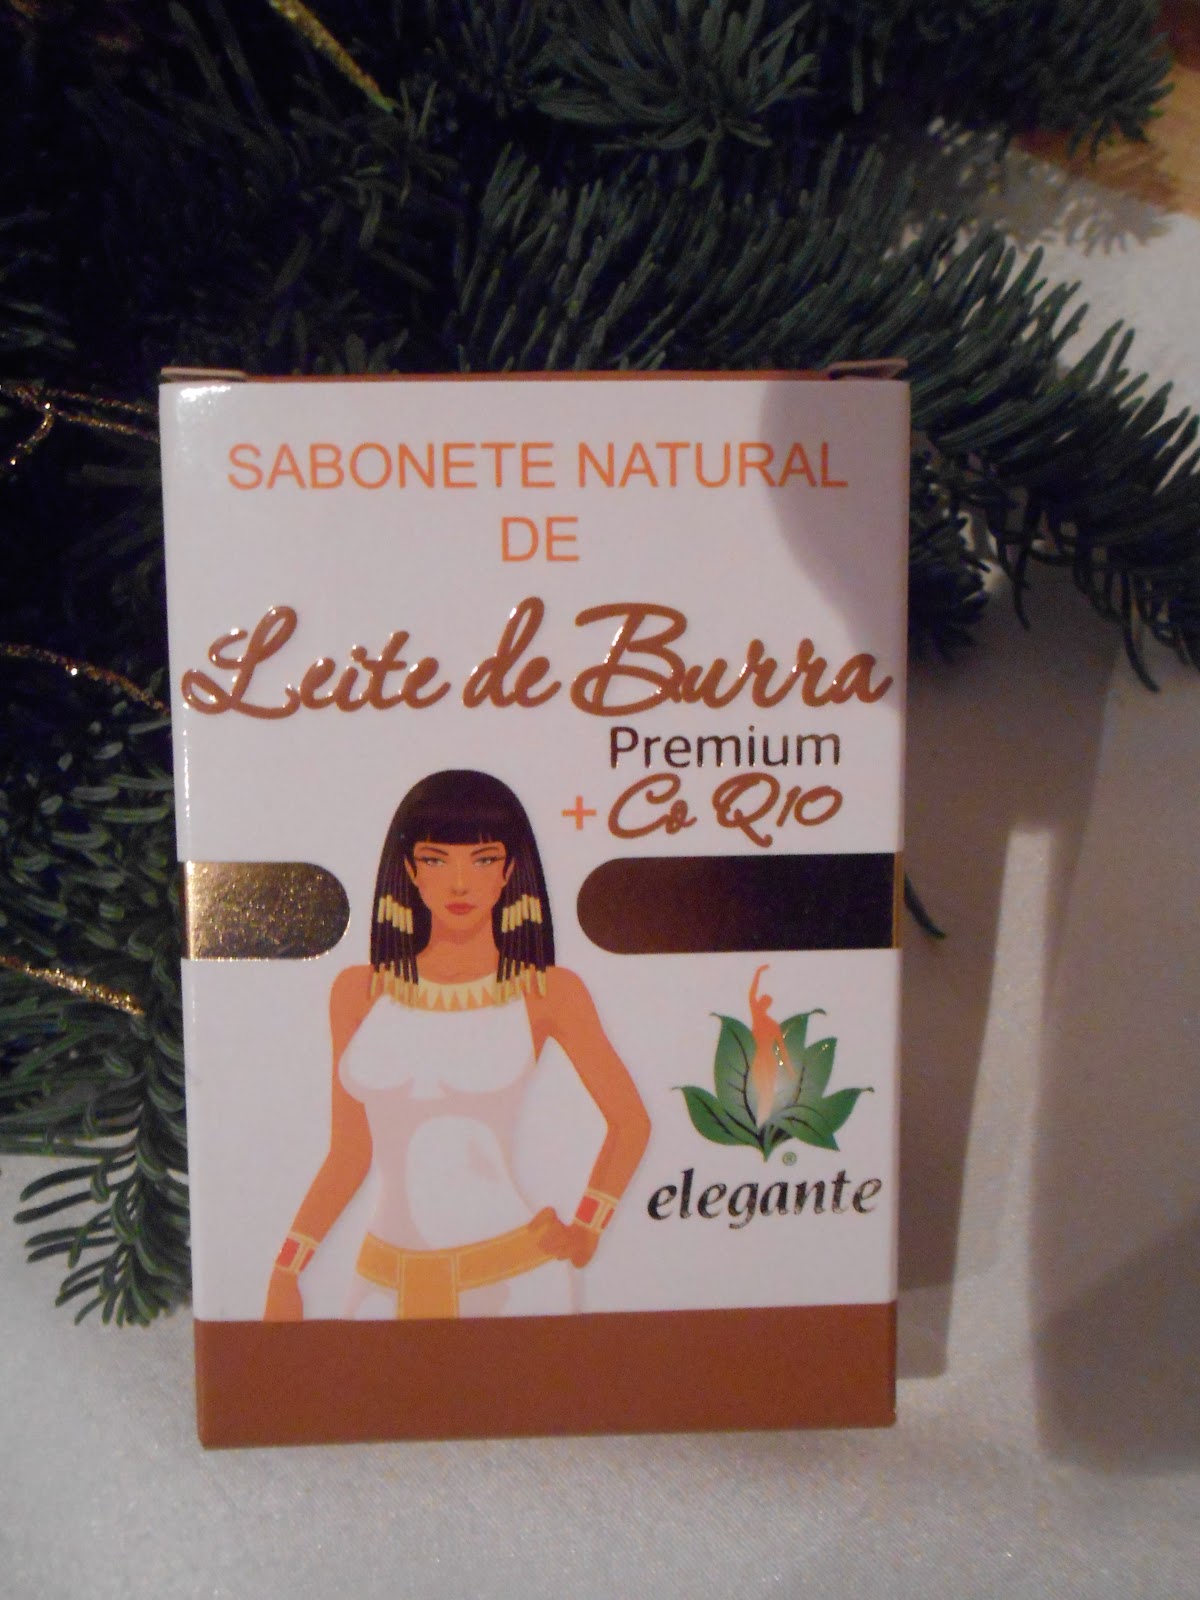 SABONETE NATURAL
DE
Leite de Burra
Premium
+ Co Q10
®
elegante